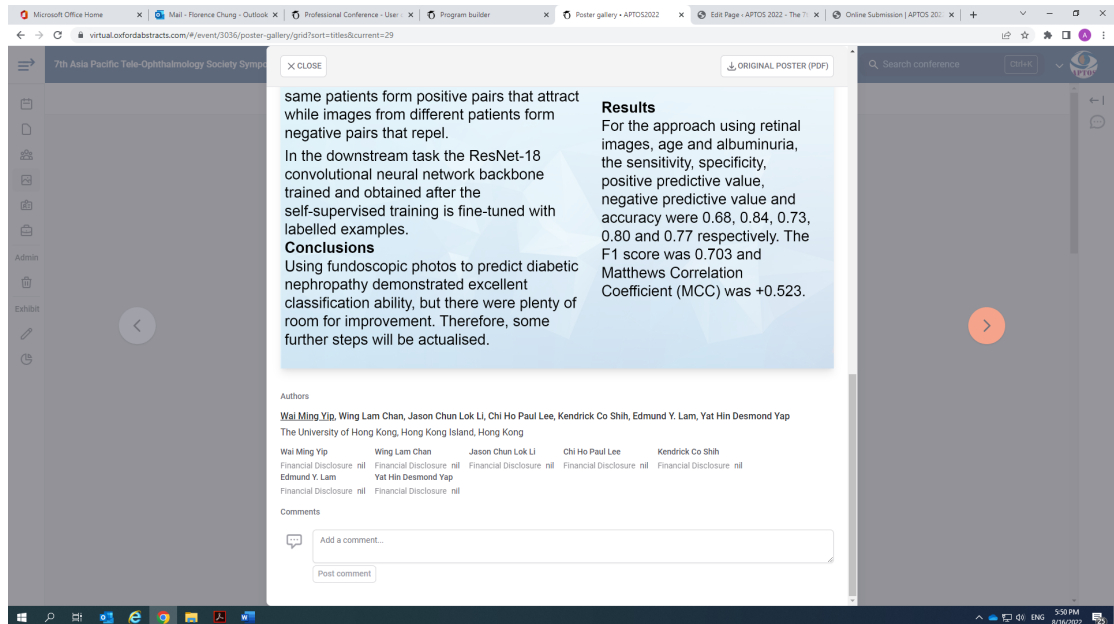 Microsoft Office Home
Mail - Florence Chung - Outlook
Professional Conference - User
Program builder
Poster gallery • APTOS2022
Edit Page ‹ APTOS 2022 - The 7
Online Submission | APTOS 202
virtual.oxfordabstracts.com/#/event/3036/poster-gallery/grid?sort=titles&current=29
A
7th Asia Pacific Tele-Ophthalmology Society Sympo
CLOSE
ORIGINAL POSTER (PDF)
Search conference
Ctrl+K
APTOS
Admin
Exhibit
same patients form positive pairs that attract
while images from different patients form
negative pairs that repel.
In the downstream task the ResNet-18
convolutional neural network backbone
trained and obtained after the
self-supervised training is fine-tuned with
labelled examples.
Conclusions
Using fundoscopic photos to predict diabetic
nephropathy demonstrated excellent
classification ability, but there were plenty of
room for improvement. Therefore, some
further steps will be actualised.
Results
For the approach using retinal
images, age and albuminuria,
the sensitivity, specificity,
positive predictive value,
negative predictive value and
accuracy were 0.68, 0.84, 0.73,
0.80 and 0.77 respectively. The
F1 score was 0.703 and
Matthews Correlation
Coefficient (MCC) was +0.523.
Authors
Wai Ming Yip, Wing Lam Chan, Jason Chun Lok Li, Chi Ho Paul Lee, Kendrick Co Shih, Edmund Y. Lam, Yat Hin Desmond Yap
The University of Hong Kong, Hong Kong Island, Hong Kong
Wai Ming Yip Wing Lam Chan Jason Chun Lok Li Chi Ho Paul Lee Kendrick Co Shih
Financial Disclosure nil Financial Disclosure nil Financial Disclosure nil Financial Disclosure nil Financial Disclosure nil
Edmund Y. Lam Yat Hin Desmond Yap
Financial Disclosure nil Financial Disclosure nil
Comments
Add a comment...
Post comment
ENG
5:50 PM
8/16/2022
25